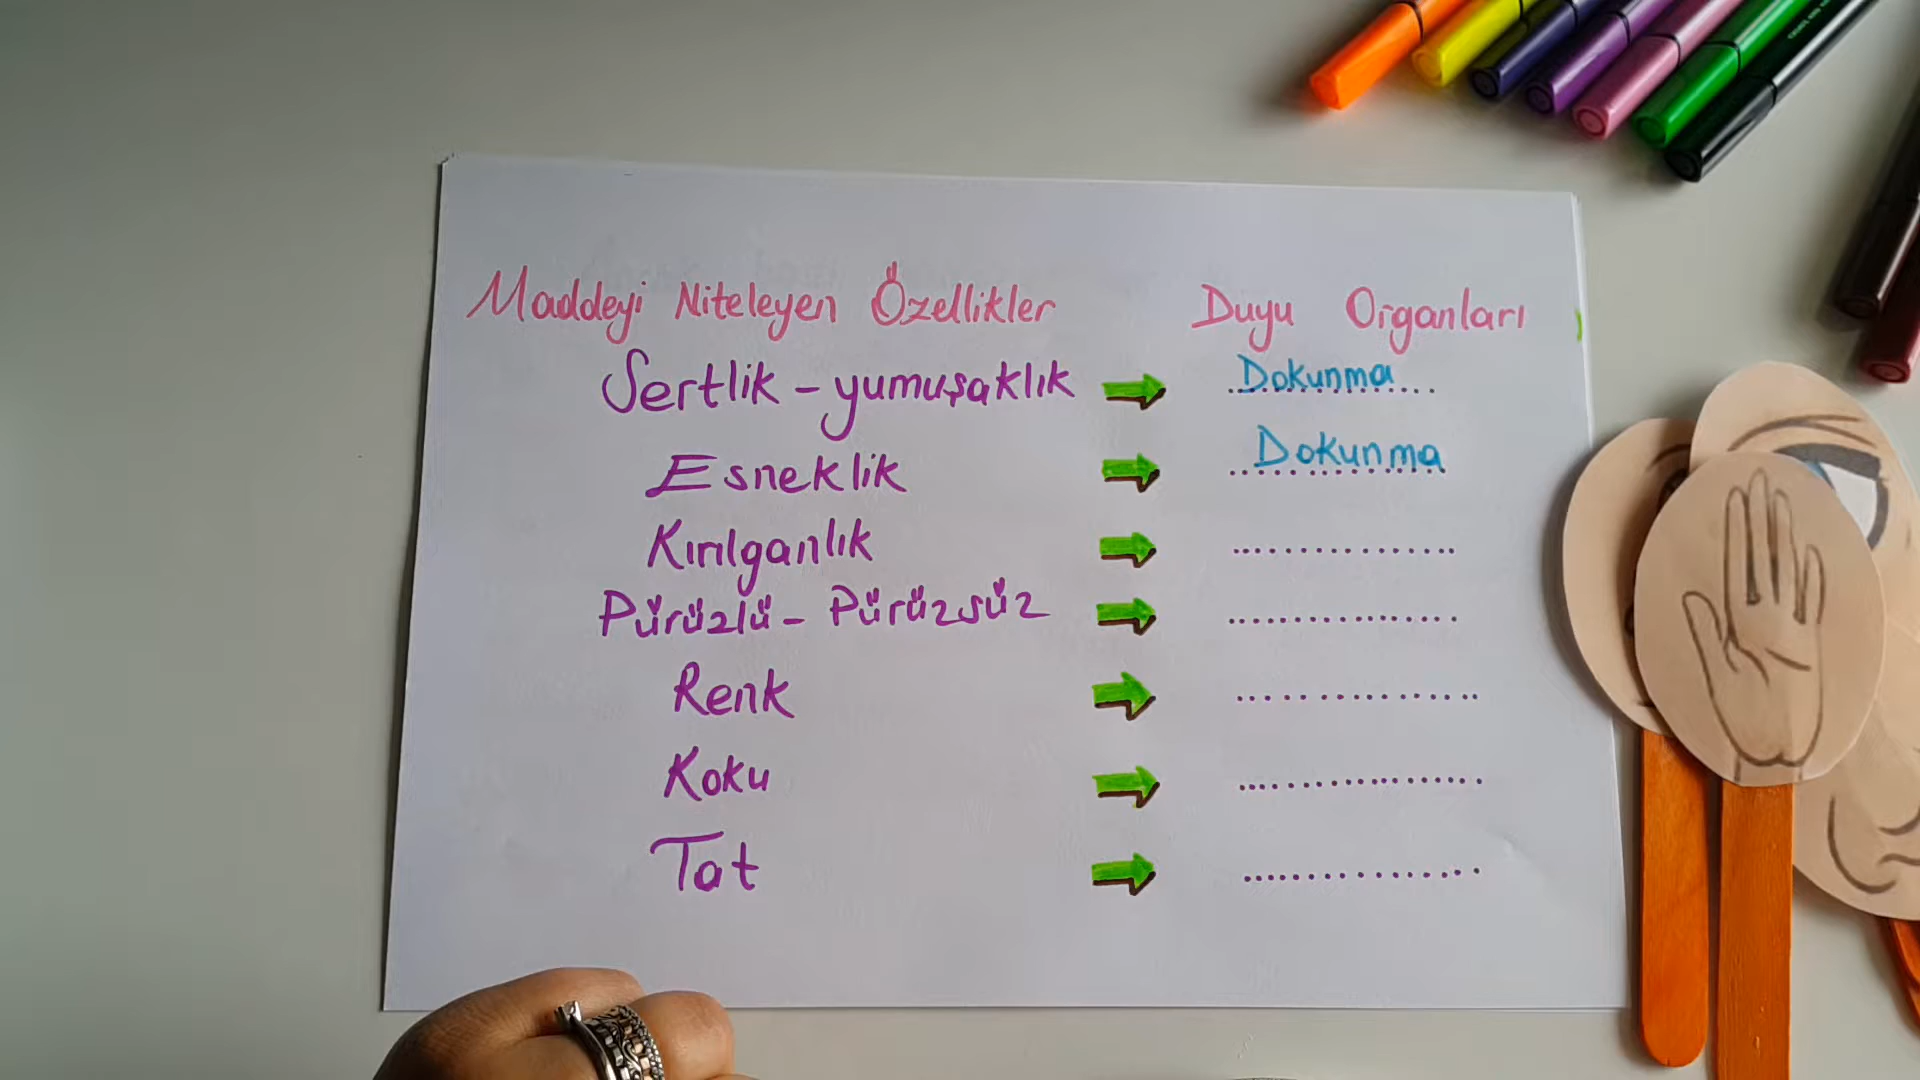 Maddeyi Niteleyen Özellikler Duyu Organları
Sertlik - yumuşaklık Dokunma
Esneklik Dokunma
Kırılganlık
Pürüzlü - Pürüzsüz
Renk
Koku
Tat